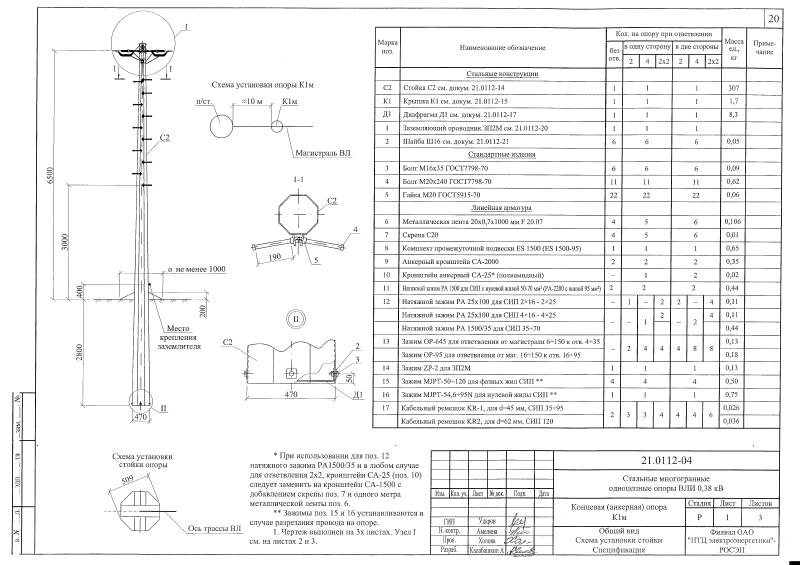 20
I
1
1
С2
6500
3000
ø не менее 1000
400
200
2800
Место
крепления
заземлителя
II
470
Схема установки
стойки опоры
509
Ось трассы ВЛ
Схема установки опоры К1м
п/ст.
≈10 м
К1м
Магистраль ВЛ
1-1
С2
4
190
5
II
С2
2
3
50
470
Д1
Марка поз.
Наименование обозначение
Кол. на опору при ответвлении
без отв.
в одну сторону
в две стороны
2 4 2х2 2 4 2х2
Масса ед., кг
Приме-чание
Стальные конструкции
С2 Стойка С2 см. докум. 21.0112-14 1 1 1 307
К1 Крышка К1 см. докум. 21.0112-15 1 1 1 1,7
Д1 Диафрагма Д1 см. докум. 21.0112-17 1 1 1 8,3
1 Заземляющий проводник ЗП2М см. 21.0112-20 1 1 1
2 Шайба Ш16 см. докум. 21.0112-21 6 6 6 0,05
Стандартные изделия
3 Болт М16х35 ГОСТ7798-70 6 6 6 0,09
4 Болт М20х240 ГОСТ7798-70 11 11 11 0,62
5 Гайка М20 ГОСТ5915-70 22 22 22 0,06
Линейная арматура
6 Металлическая лента 20х0,7х1000 мм F 20.07 4 5 6 0,106
7 Скрепа С20 4 5 6 0,01
8 Комплект промежуточной подвески ES 1500 (ES 1500-95) 1 1 1 0,65
9 Анкерный кронштейн СА-2000 2 2 2 0,35
10 Кронштейн анкерный СА-25* (полиамидный) – 1 2 0,02
11 Натяжной зажим РА 1500 для СИП с нулевой жилой 50-70 мм² (РА-2200 с жилой 95 мм²) 2 2 2 0,44
12 Натяжной зажим РА 25х100 для СИП 2×16 - 2×25 – 1 – 2 2 – 4 0,11
Натяжной зажим РА 25х100 для СИП 4×16 - 4×25 – – 1 2 – 2 4 0,11
Натяжной зажим РА 1500/35 для СИП 35÷70 0,44
13 Зажим ОР-645 для ответвления от магистрали 6÷150 к отв. 4÷35 – 2 4 4 4 8 8 0,13
Зажим ОР-95 для ответвления от маг. 16÷150 к отв. 16÷95 0,18
14 Зажим ZP-2 для ЗП2М 1 1 1 0,13
15 Зажим MJPT-50÷120 для фазных жил СИП ** 4 4 4 0,50
16 Зажим MJPT-54,6÷95N для нулевой жилы СИП ** 1 1 1 0,75
17 Кабельный ремешок KR-1, для d=45 мм, СИП 35÷95 2 3 3 4 4 4 6 0,026
Кабельный ремешок KR2, для d=62 мм, СИП 120 0,036
* При использовании для поз. 12
натяжного зажима РА1500/35 и в любом случае
для ответвления 2х2, кронштейн СА-25 (поз. 10)
следует заменить на кронштейн СА-1500 с
добавлением скрепы поз. 7 и одного метра
металлической ленты поз. 6.
** Зажимы поз. 15 и 16 устанавливаются в
случае разрезания провода на опоре.
1. Чертеж выполнен на 3х листах. Узел I
см. на листах 2 и 3.
21.0112-04
Стальные многогранные
одноцепные опоры ВЛИ 0,38 кВ
Изм. Кол. уч. Лист № док. Подп. Дата
ГИП Ударов
Н. контр. Амелина
Пров. Холова
Разраб. Калабашкин А.
Концевая (анкерная) опора
К1м
Стадия Лист Листов
Р 1 3
Общий вид
Схема установки стойки
Спецификация
Филиал ОАО
"НТЦ электроэнергетики"-
РОСЭП